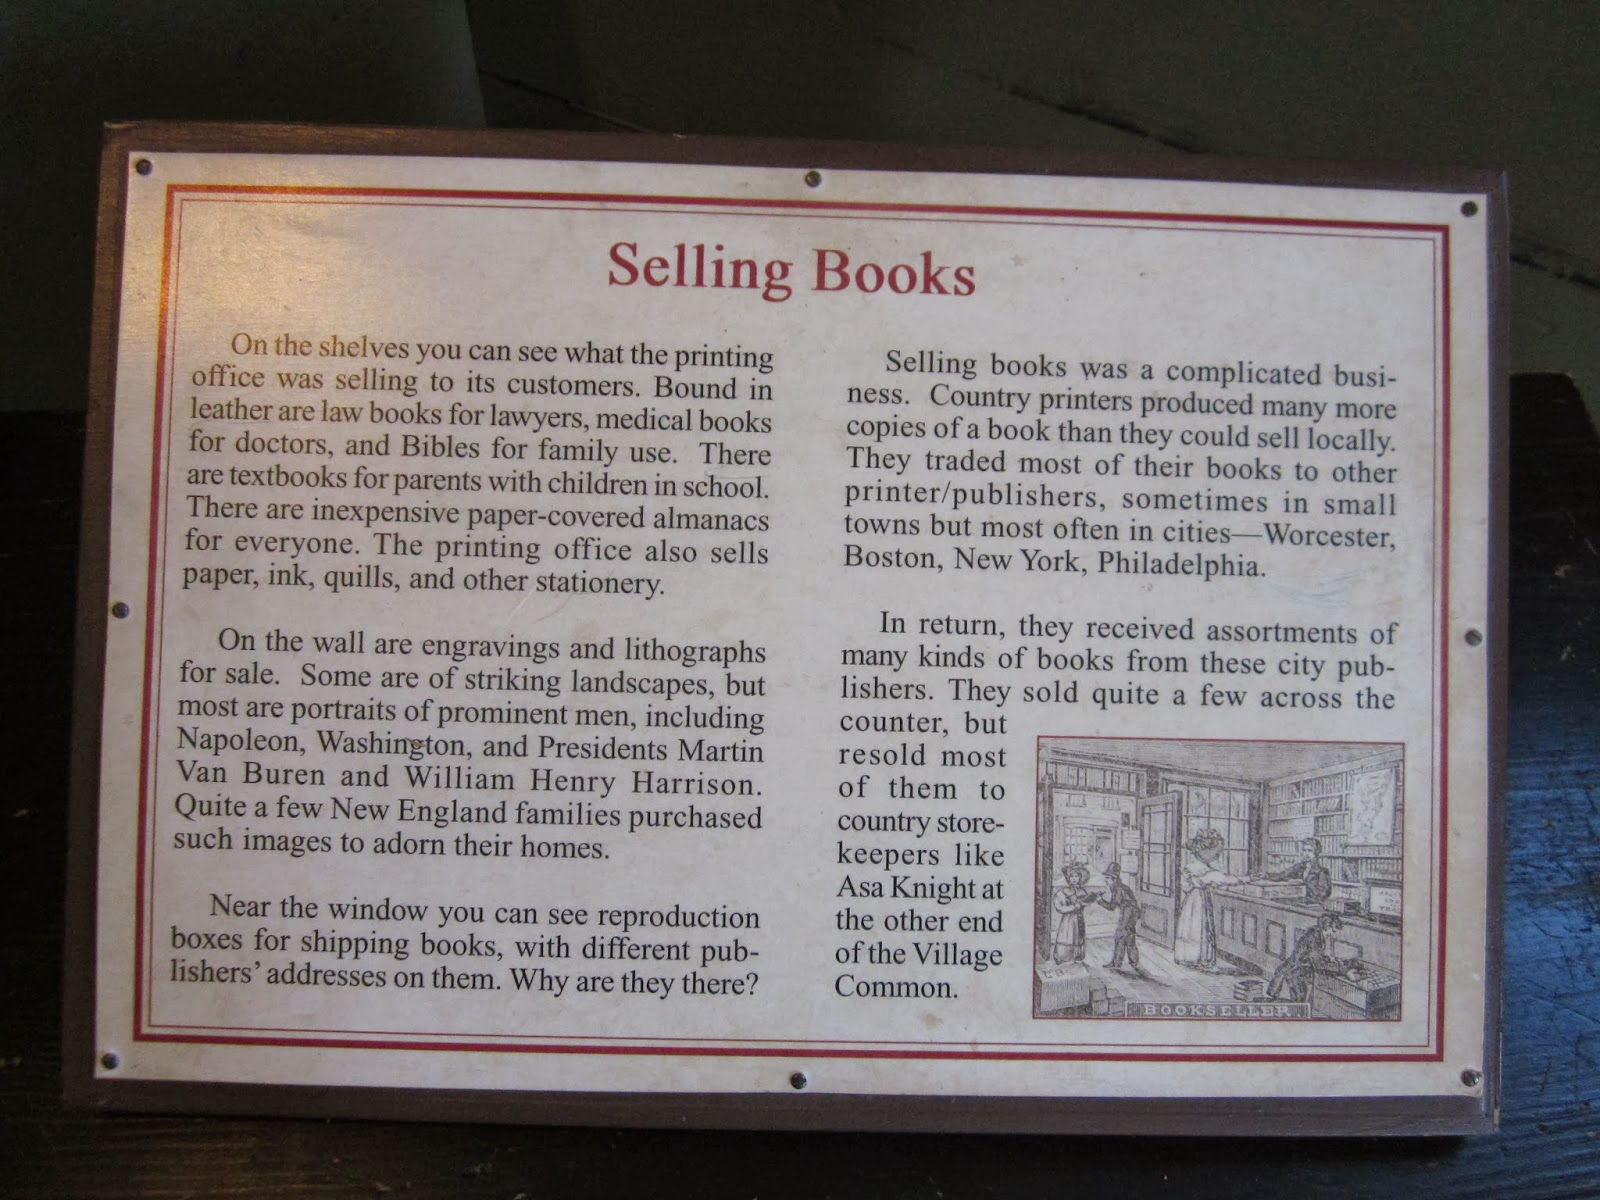 Selling Books
On the shelves you can see what the printing
office was selling to its customers. Bound in
leather are law books for lawyers, medical books
for doctors, and Bibles for family use. There
are textbooks for parents with children in school.
There are inexpensive paper-covered almanacs
for everyone. The printing office also sells
paper, ink, quills, and other stationery.
On the wall are engravings and lithographs
for sale. Some are of striking landscapes, but
most are portraits of prominent men, including
Napoleon, Washington, and Presidents Martin
Van Buren and William Henry Harrison.
Quite a few New England families purchased
such images to adorn their homes.
Near the window you can see reproduction
boxes for shipping books, with different pub-
lishers' addresses on them. Why are they there?
Selling books was a complicated busi-
ness. Country printers produced many more
copies of a book than they could sell locally.
They traded most of their books to other
printer/publishers, sometimes in small
towns but most often in cities—Worcester,
Boston, New York, Philadelphia.
In return, they received assortments of
many kinds of books from these city pub-
lishers. They sold quite a few across the
counter, but
resold most
of them to
country store-
keepers like
Asa Knight at
the other end
of the Village
Common.
BOOKSELLER